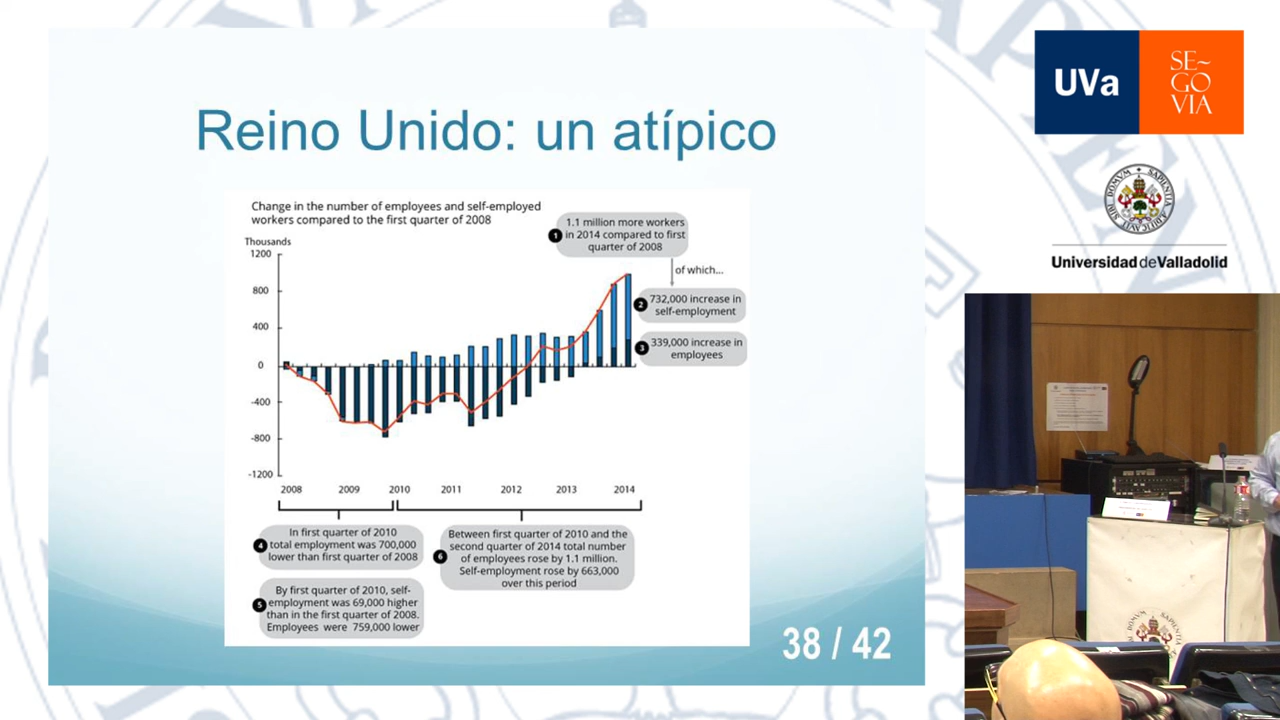 Reino Unido: un atípico
Change in the number of employees and self-employed
workers compared to the first quarter of 2008
Thousands
1200
800
400
0
-400
-800
-1200
2008 2009 2010 2011 2012 2013 2014
1
1.1 million more workers
in 2014 compared to first
quarter of 2008
of which...
2
732,000 increase in
self-employment
3
339,000 increase in
employees
4
In first quarter of 2010
total employment was 700,000
lower than first quarter of 2008
5
By first quarter of 2010, self-
employment was 69,000 higher
than in the first quarter of 2008.
Employees were 759,000 lower
6
Between first quarter of 2010 and the
second quarter of 2014 total number
of employees rose by 1.1 million.
Self-employment rose by 663,000
over this period
38 / 42
UVa
SE~
GO
VIA
Universidad de Valladolid